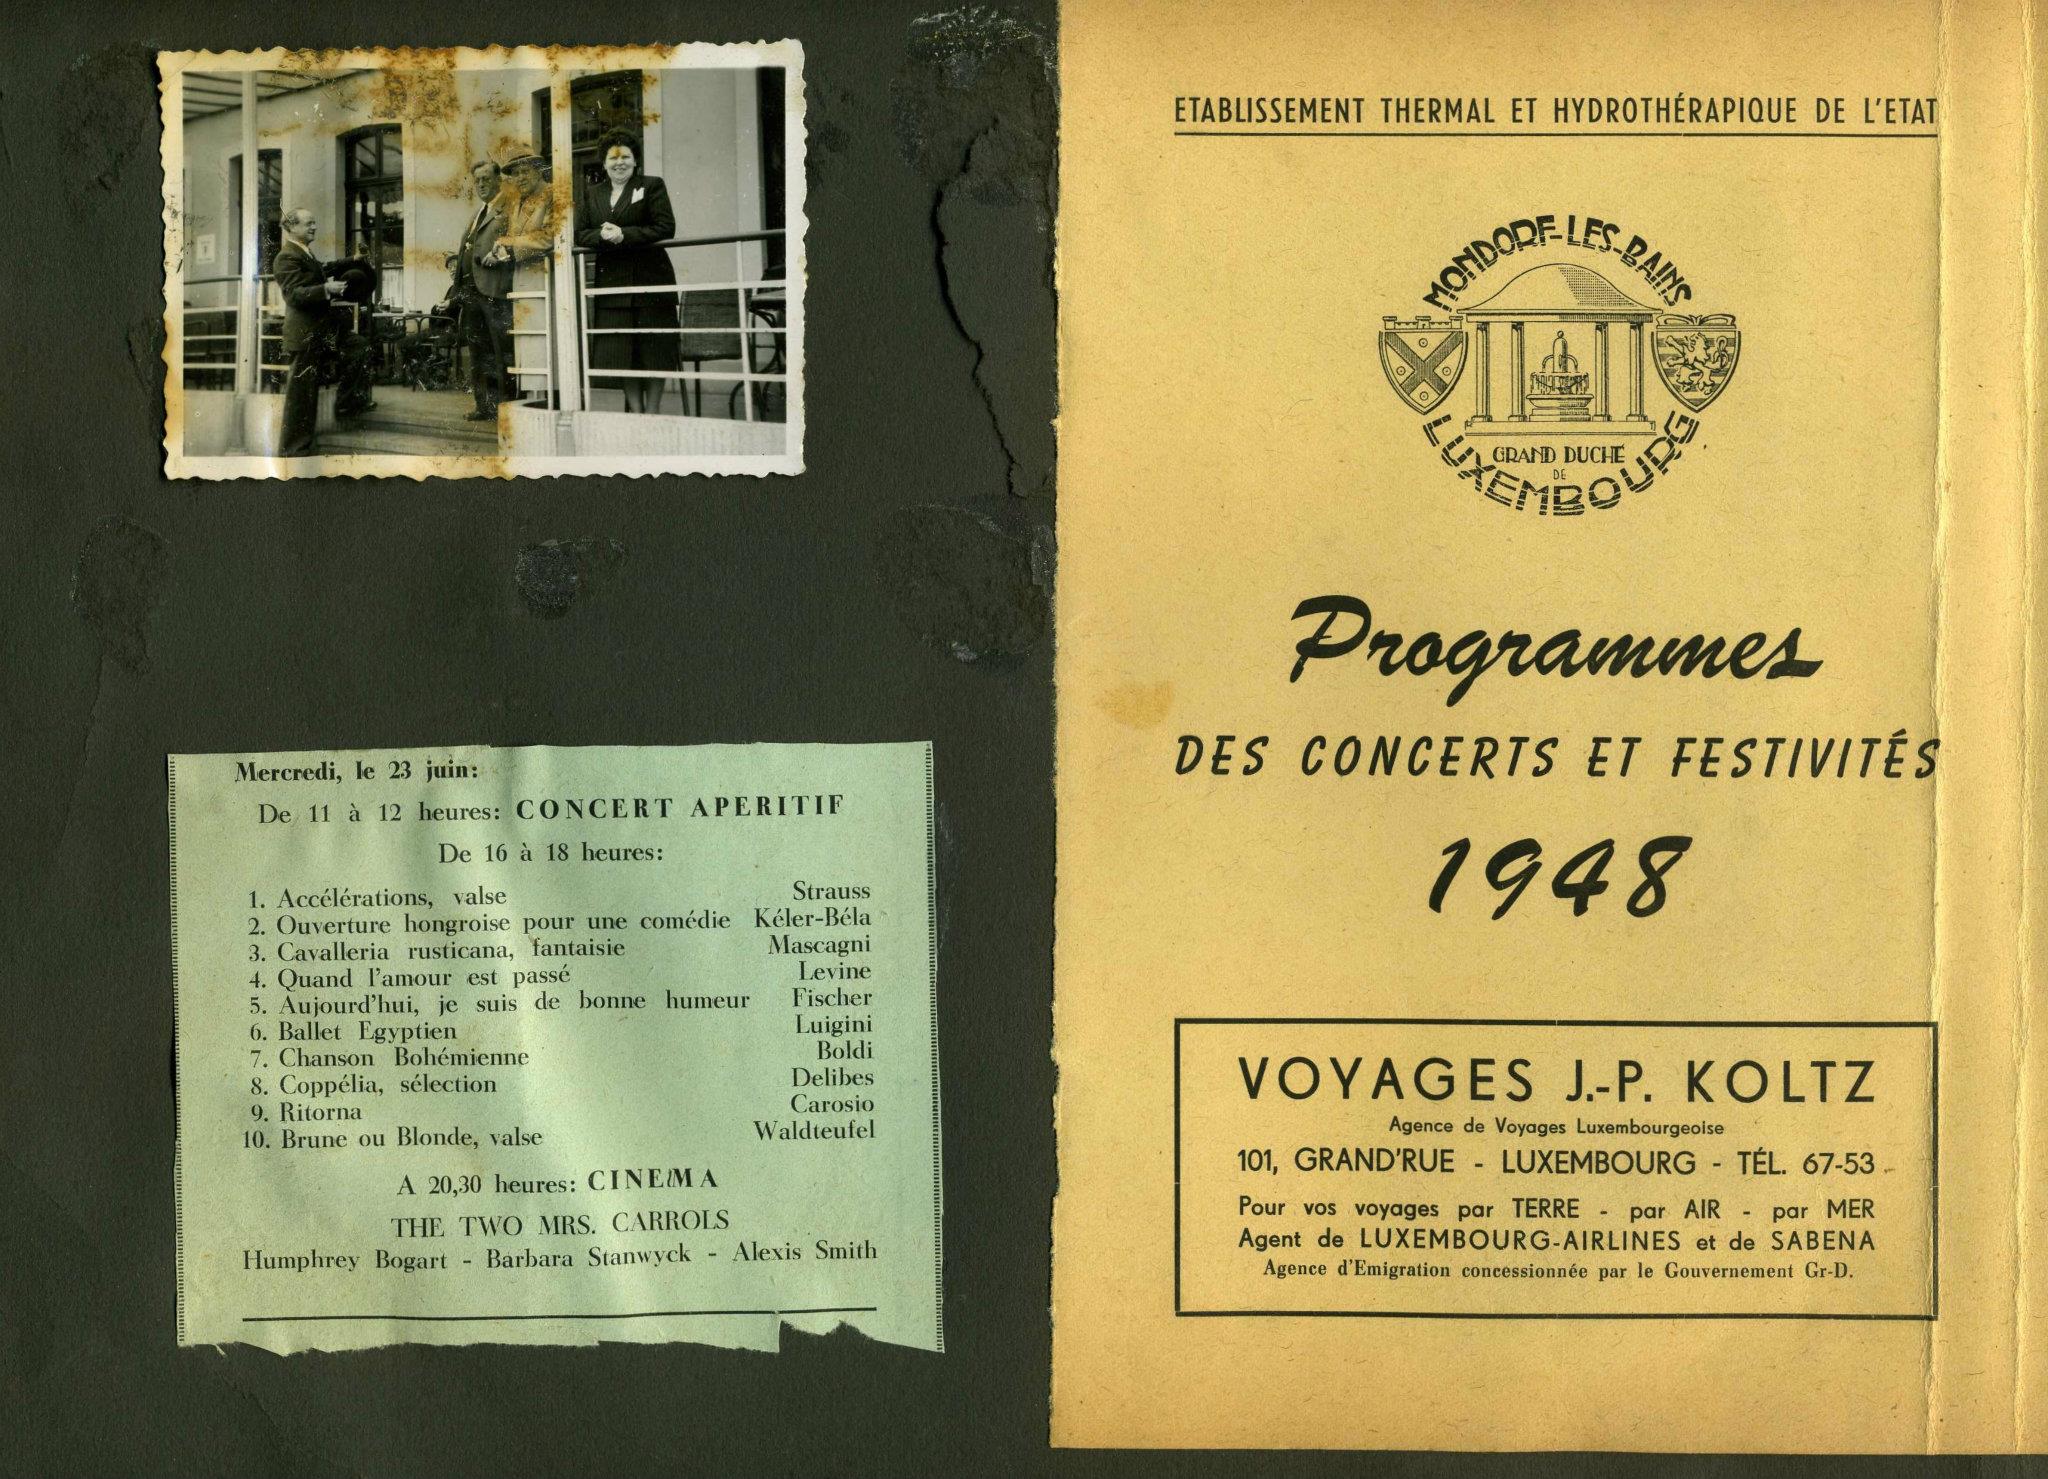 Mercredi, le 23 juin:
De 11 à 12 heures: CONCERT APERITIF
De 16 à 18 heures:
1. Accélérations, valse Strauss
2. Ouverture hongroise pour une comédie Kéler-Béla
3. Cavalleria rusticana, fantaisie Mascagni
4. Quand l'amour est passé Levine
5. Aujourd'hui, je suis de bonne humeur Fischer
6. Ballet Egyptien Luigini
7. Chanson Bohémienne Boldi
8. Coppélia, sélection Delibes
9. Ritorna Carosio
10. Brune ou Blonde, valse Waldteufel
A 20,30 heures: CINEMA
THE TWO MRS. CARROLS
Humphrey Bogart - Barbara Stanwyck - Alexis Smith
ETABLISSEMENT THERMAL ET HYDROTHÉRAPIQUE DE L'ETAT
MONDORF-LES-BAINS
GRAND DUCHÉ
DE
LUXEMBOURG
Programmes
DES CONCERTS ET FESTIVITÉS
1948
VOYAGES J.-P. KOLTZ
Agence de Voyages Luxembourgeoise
101, GRAND'RUE - LUXEMBOURG - TÉL. 67-53
Pour vos voyages par TERRE - par AIR - par MER
Agent de LUXEMBOURG-AIRLINES et de SABENA
Agence d'Emigration concessionnée par le Gouvernement Gr-D.